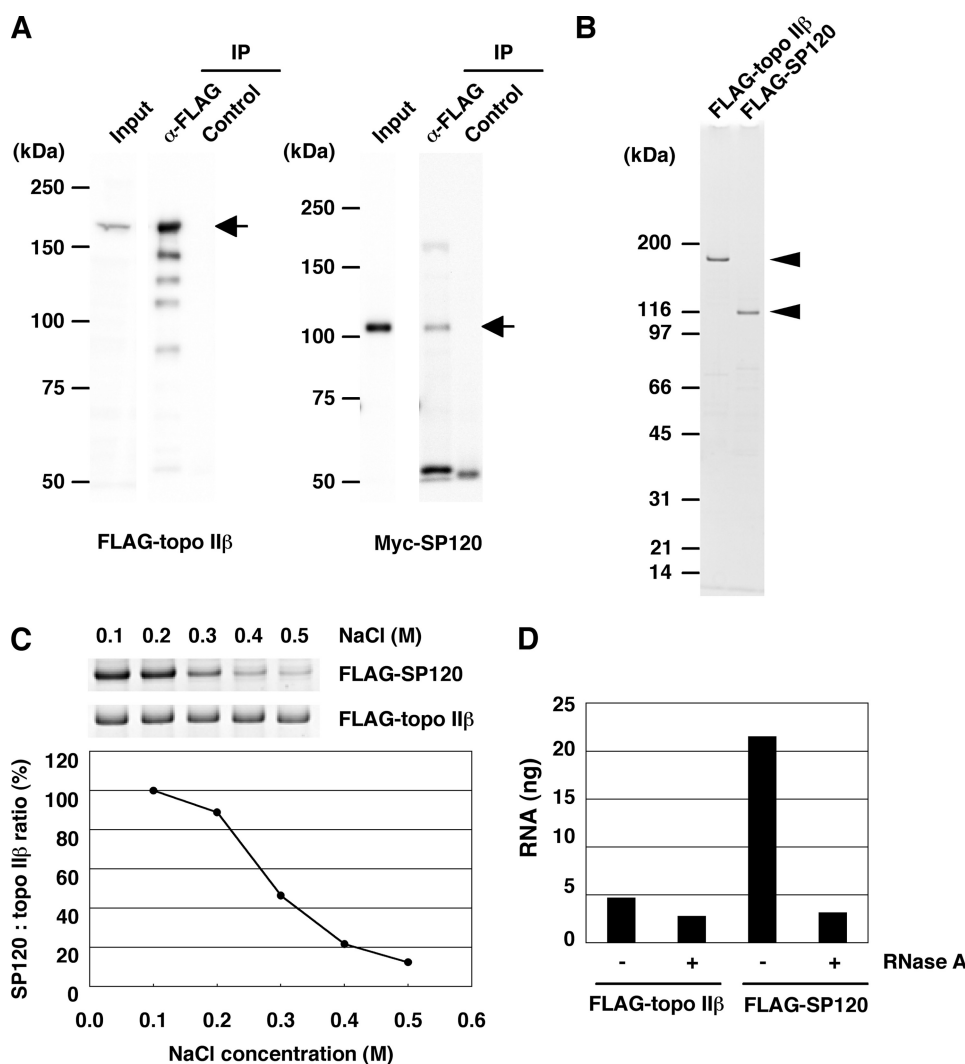 A
IP
Input
α-FLAG
Control
(kDa)
250
150
100
75
50
FLAG-topo IIβ
IP
Input
α-FLAG
Control
(kDa)
250
150
100
75
50
Myc-SP120
B
FLAG-topo IIβ
FLAG-SP120
(kDa)
200
116
97
66
45
31
21
14
C
0.1 0.2 0.3 0.4 0.5 NaCl (M)
FLAG-SP120
FLAG-topo IIβ
SP120 : topo IIβ ratio (%)
120
100
80
60
40
20
0
0.0 0.1 0.2 0.3 0.4 0.5 0.6
NaCl concentration (M)
D
RNA (ng)
25
20
15
10
5
0
- + - + RNase A
FLAG-topo IIβ FLAG-SP120